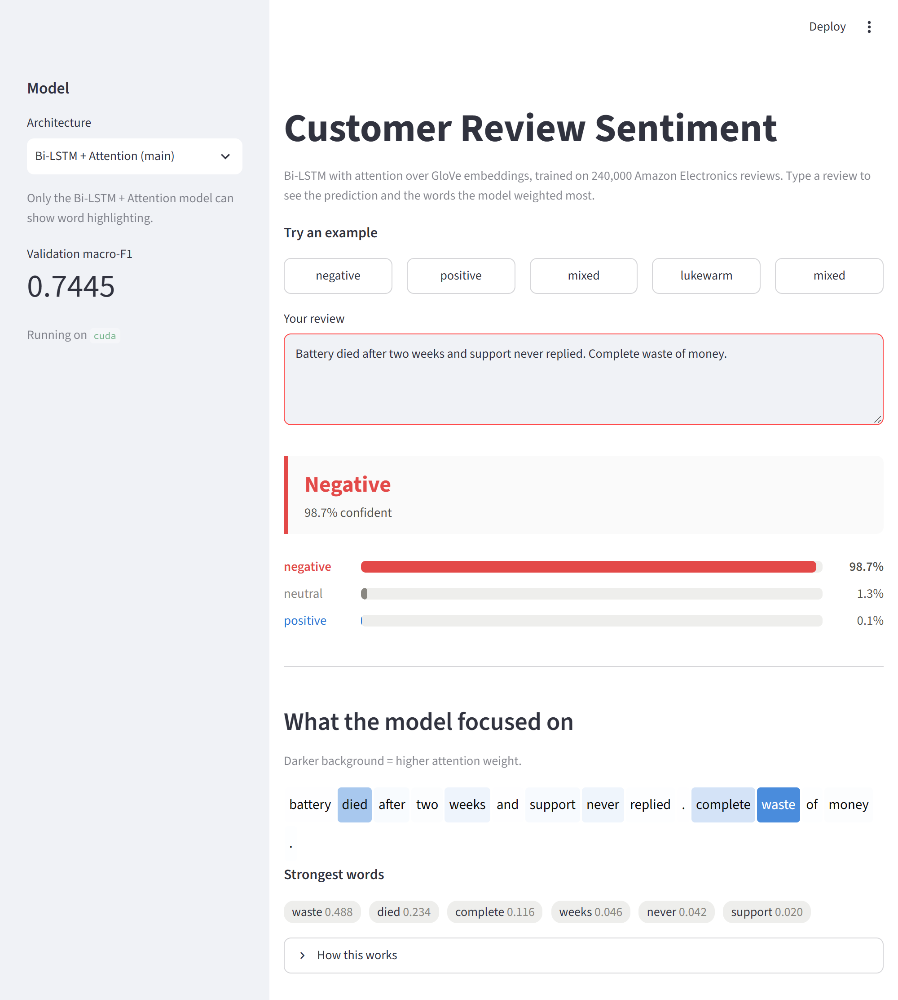 Deploy
Model
Architecture
Bi-LSTM + Attention (main)
Only the Bi-LSTM + Attention model can
show word highlighting.
Validation macro-F1
0.7445
Running on cuda
Customer Review Sentiment
Bi-LSTM with attention over GloVe embeddings, trained on 240,000 Amazon Electronics reviews. Type a review to
see the prediction and the words the model weighted most.
Try an example
negative positive mixed lukewarm mixed
Your review
Battery died after two weeks and support never replied. Complete waste of money.
Negative
98.7% confident
negative 98.7%
neutral 1.3%
positive 0.1%
What the model focused on
Darker background = higher attention weight.
battery died after two weeks and support never replied . complete waste of money
.
Strongest words
waste 0.488 died 0.234 complete 0.116 weeks 0.046 never 0.042 support 0.020
How this works